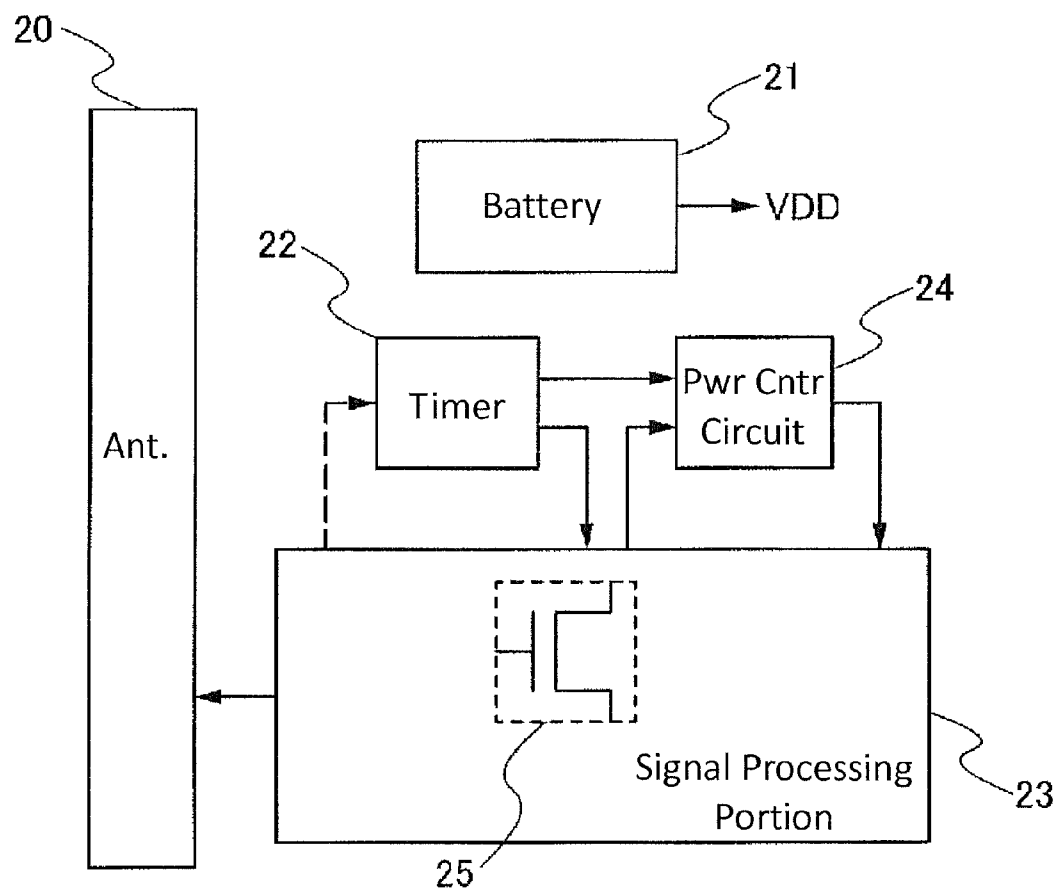 20
21
Battery
VDD
22
24
Timer
Pwr Cntr
Circuit
Ant.
Signal Processing
Portion
23
25